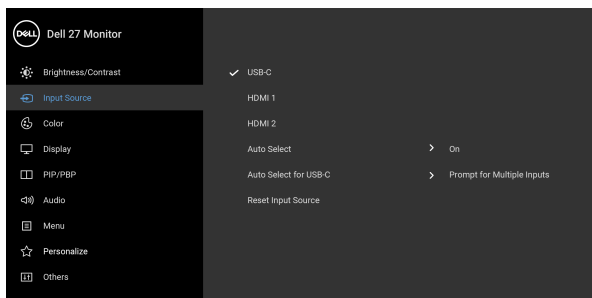 DELL Dell 27 Monitor
Brightness/Contrast
Input Source
Color
Display
PIP/PBP
Audio
Menu
Personalize
Others
USB-C
HDMI 1
HDMI 2
Auto Select On
Auto Select for USB-C Prompt for Multiple Inputs
Reset Input Source